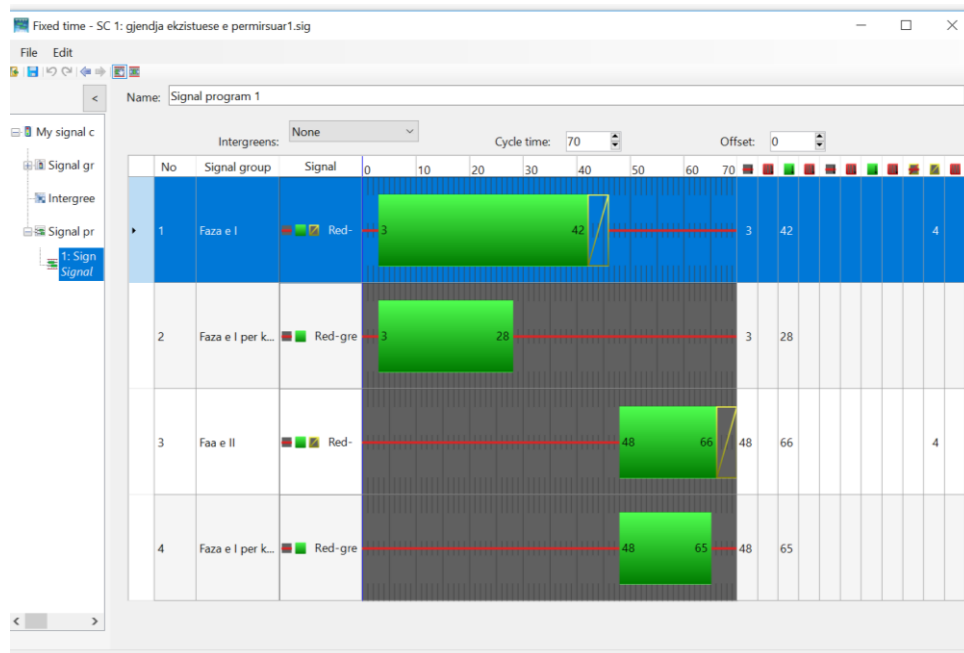 Fixed time - SC 1: gjendja ekzistuese e permirsuar1.sig
File Edit
< Name: Signal program 1
My signal c
Intergreens: None Cycle time: 70 Offset: 0
Signal gr
No Signal group Signal 0 10 20 30 40 50 60 70
Intergree
Signal pr
1: Sign
Signal
1 Faza e I Red- 3 42 3 42 4
2 Faza e I per k... Red-gre 3 28 3 28
3 Faa e II Red- 48 66 48 66 4
4 Faza e I per k... Red-gre 48 65 48 65
< >